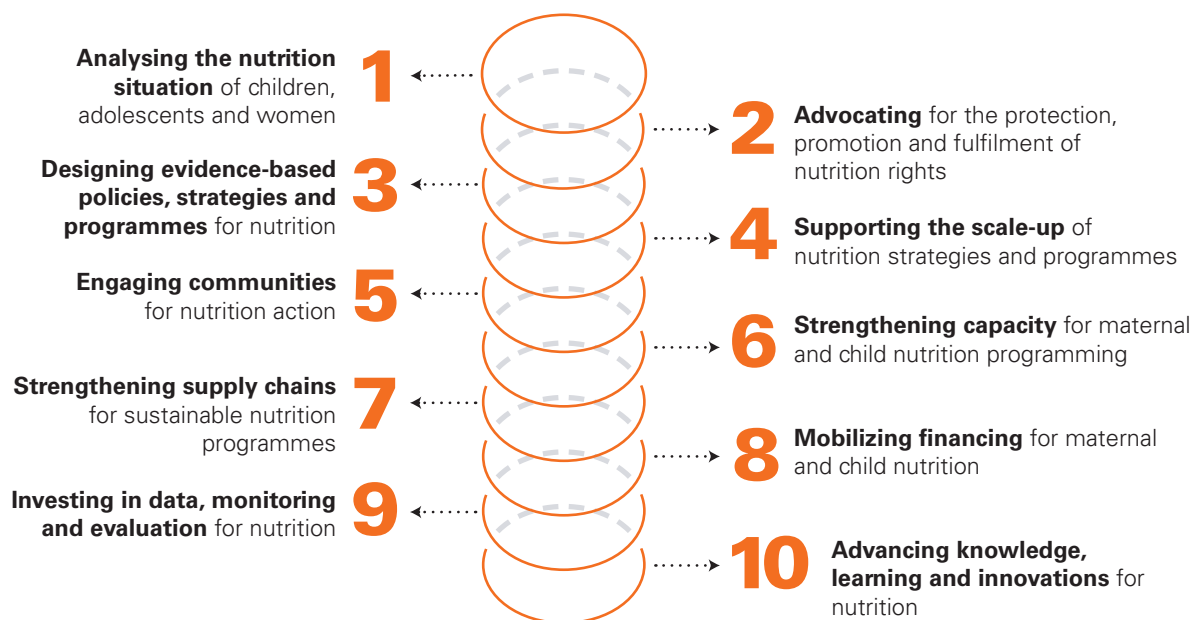 1
Analysing the nutrition
situation of children,
adolescents and women
2
Advocating for the protection,
promotion and fulfilment of
nutrition rights
3
Designing evidence-based
policies, strategies and
programmes for nutrition
4
Supporting the scale-up of
nutrition strategies and programmes
5
Engaging communities
for nutrition action
6
Strengthening capacity for maternal
and child nutrition programming
7
Strengthening supply chains
for sustainable nutrition
programmes
8
Mobilizing financing for maternal
and child nutrition
9
Investing in data, monitoring
and evaluation for nutrition
10
Advancing knowledge,
learning and innovations for
nutrition